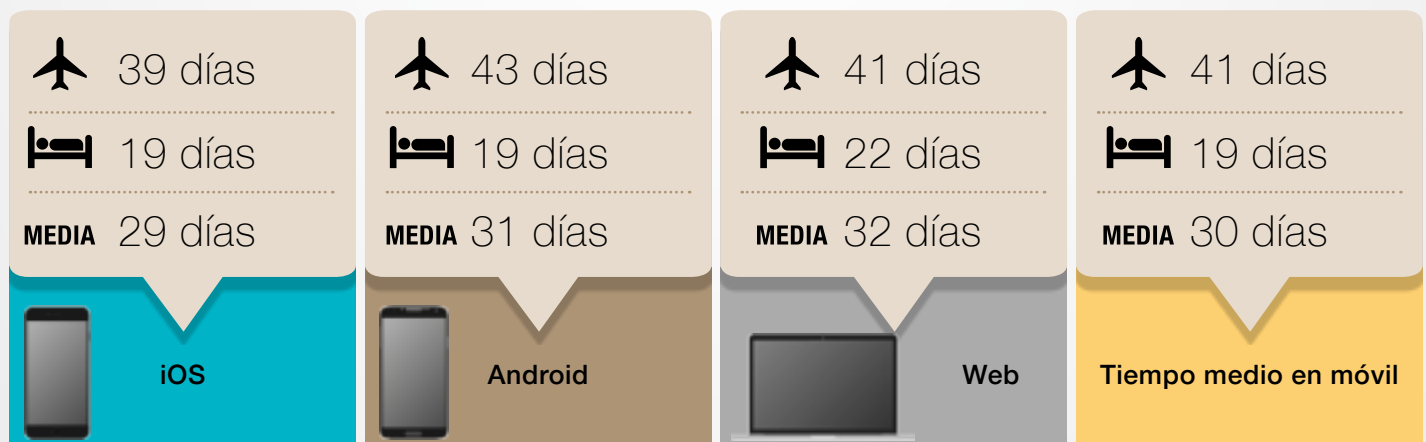 39 días
19 días
MEDIA 29 días
iOS
43 días
19 días
MEDIA 31 días
Android
41 días
22 días
MEDIA 32 días
Web
41 días
19 días
MEDIA 30 días
Tiempo medio en móvil